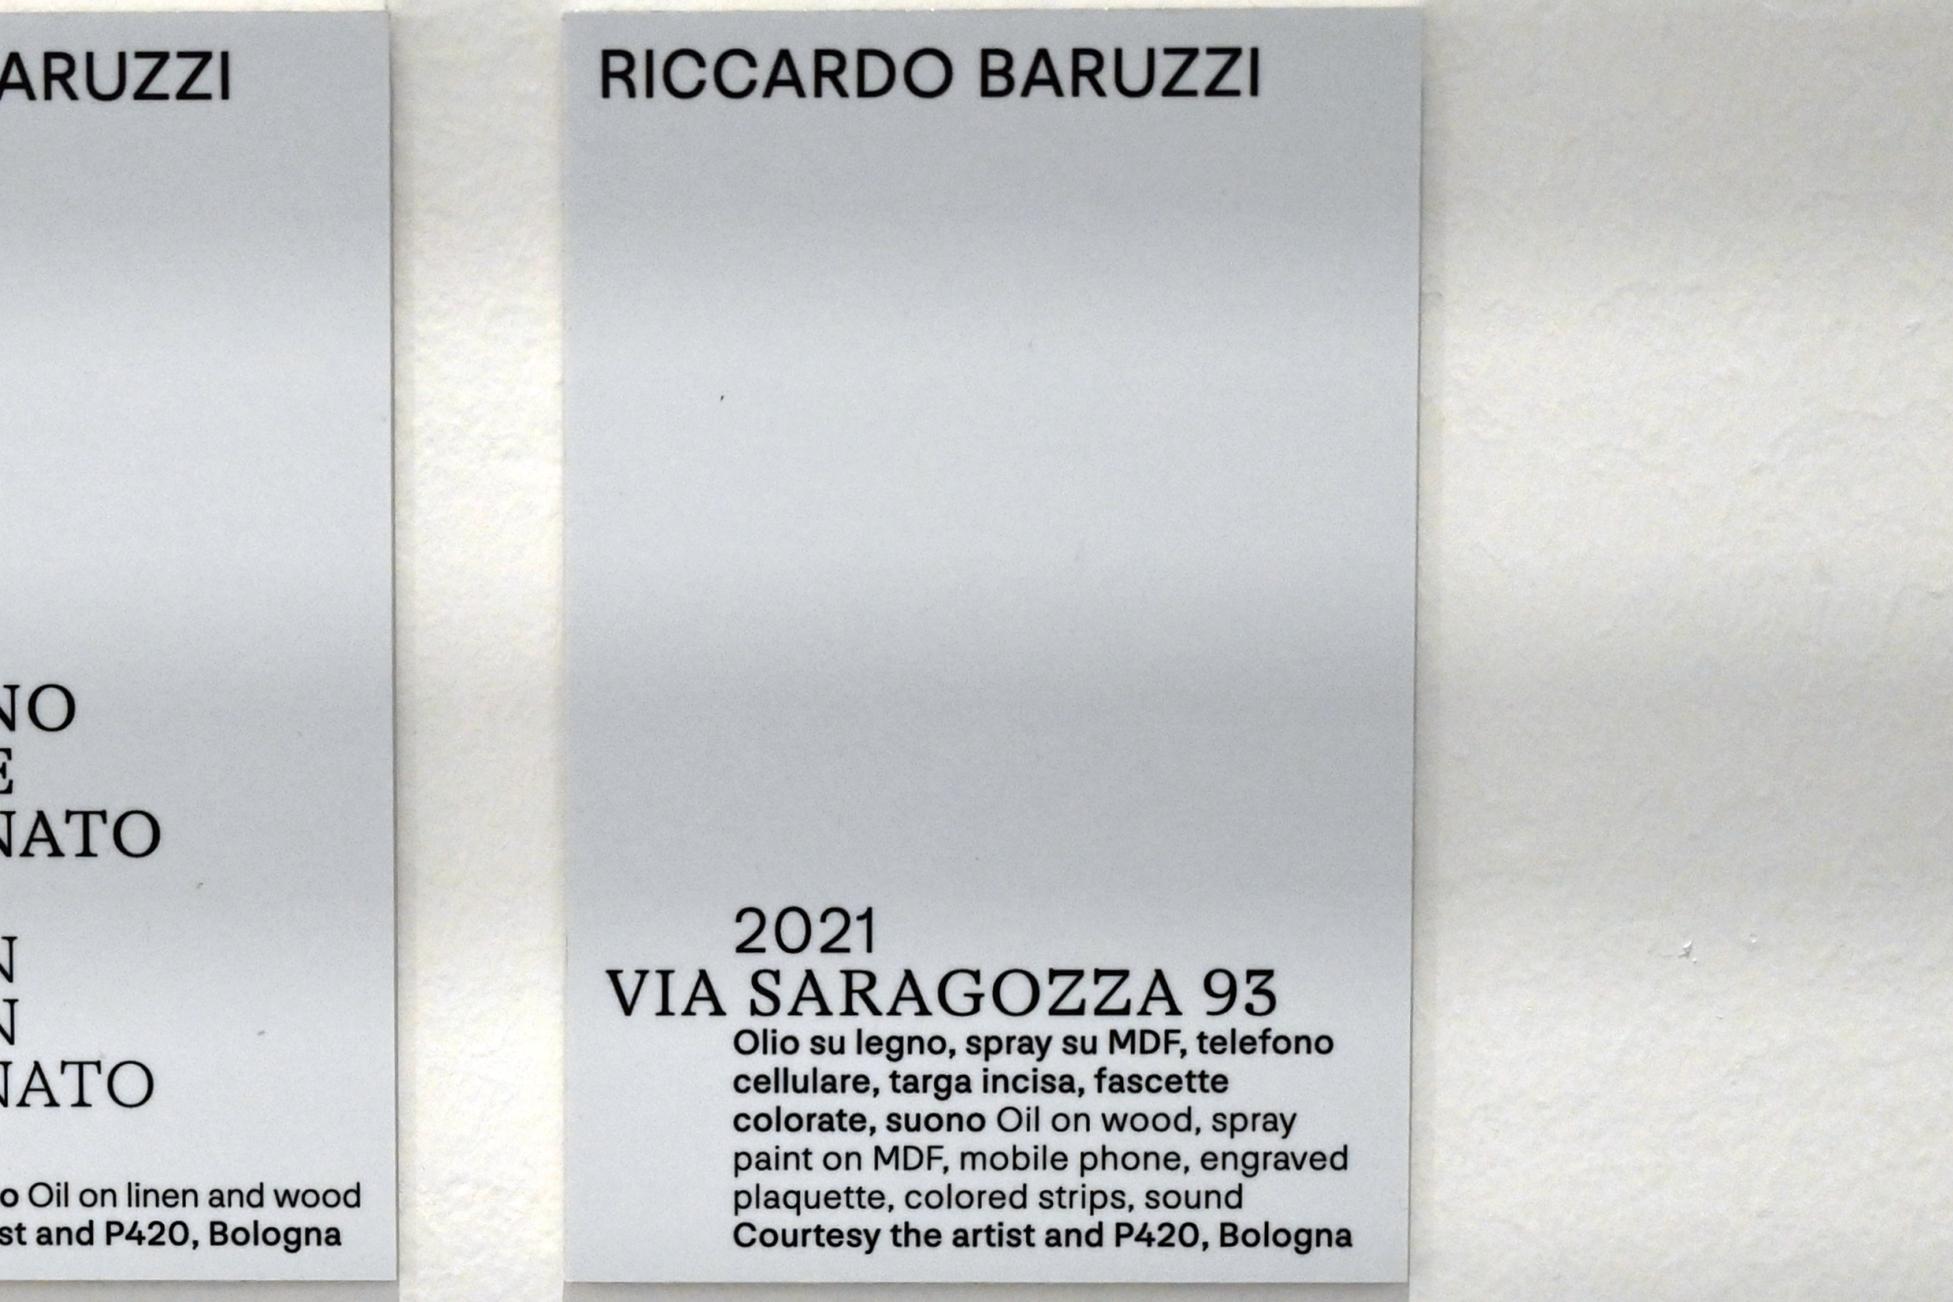 ARUZZI
NO
E
NATO
N
N
NATO
o Oil on linen and wood
st and P420, Bologna
RICCARDO BARUZZI
2021
VIA SARAGOZZA 93
Olio su legno, spray su MDF, telefono
cellulare, targa incisa, fascette
colorate, suono Oil on wood, spray
paint on MDF, mobile phone, engraved
plaquette, colored strips, sound
Courtesy the artist and P420, Bologna